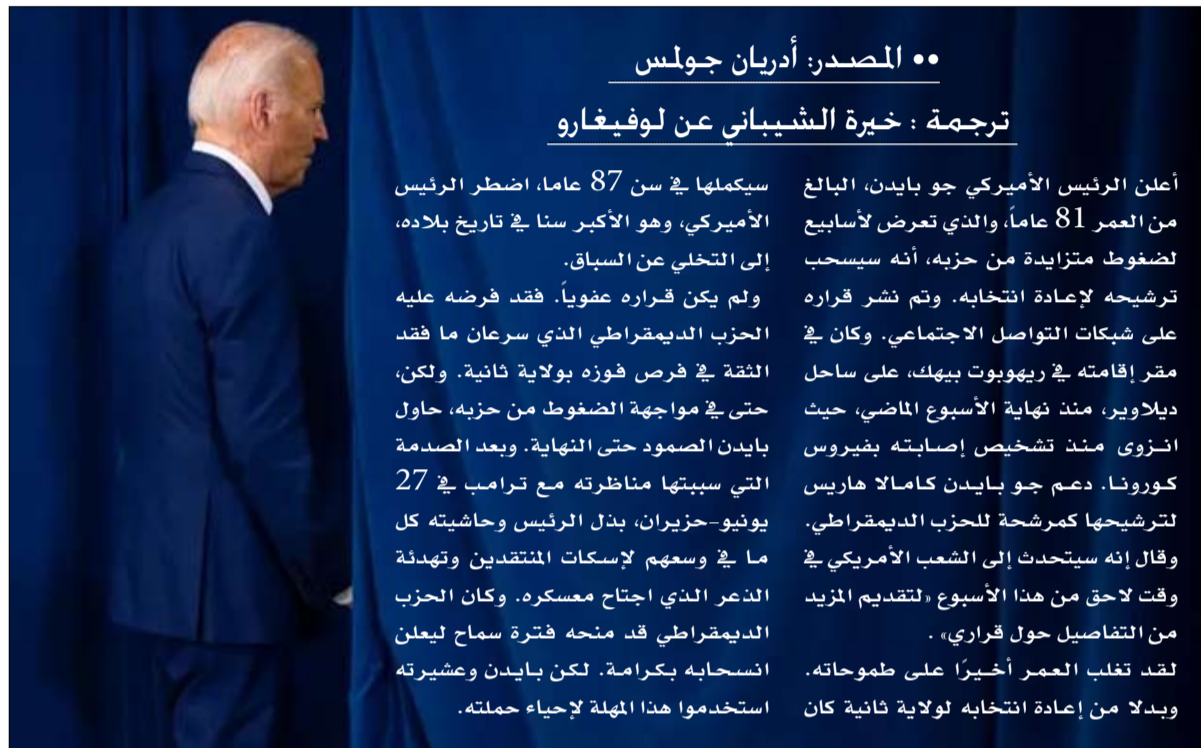 •• المصدر: أدريان جولمس
ترجمة : خيرة الشيباني عن لوفيغارو
أعلن الرئيس الأميركي جو بايدن، البالغ
من العمر 81 عاماً، والذي تعرض لأسابيع
لضغوط متزايدة من حزبه، أنه سيسحب
ترشيحه لإعادة انتخابه. وتم نشر قراره
على شبكات التواصل الاجتماعي. وكان في
مقر إقامته في ريهوبوت بيهك، على ساحل
ديلاوير، منذ نهاية الأسبوع الماضي، حيث
انزوى منذ تشخيص إصابته بفيروس
كورونا. دعم جو بايدن كامالا هاريس
لترشيحها كمرشحة للحزب الديمقراطي.
وقال إنه سيتحدث إلى الشعب الأمريكي في
وقت لاحق من هذا الأسبوع «لتقديم المزيد
من التفاصيل حول قراري» .
لقد تغلب العمر أخيرًا على طموحاته.
وبدلا من إعادة انتخابه لولاية ثانية كان
سيكملها في سن 87 عاما، اضطر الرئيس
الأميركي، وهو الأكبر سنا في تاريخ بلاده،
إلى التخلي عن السباق.
ولم يكن قراره عفوياً. فقد فرضه عليه
الحزب الديمقراطي الذي سرعان ما فقد
الثقة في فرص فوزه بولاية ثانية. ولكن،
حتى في مواجهة الضغوط من حزبه، حاول
بايدن الصمود حتى النهاية. وبعد الصدمة
التي سببتها مناظرته مع ترامب في 27
يونيو-حزيران، بذل الرئيس وحاشيته كل
ما في وسعهم لإسكات المنتقدين وتهدئة
الذعر الذي اجتاح معسكره. وكان الحزب
الديمقراطي قد منحه فترة سماح ليعلن
انسحابه بكرامة. لكن بايدن وعشيرته
استخدموا هذا المهلة لإحياء حملته.